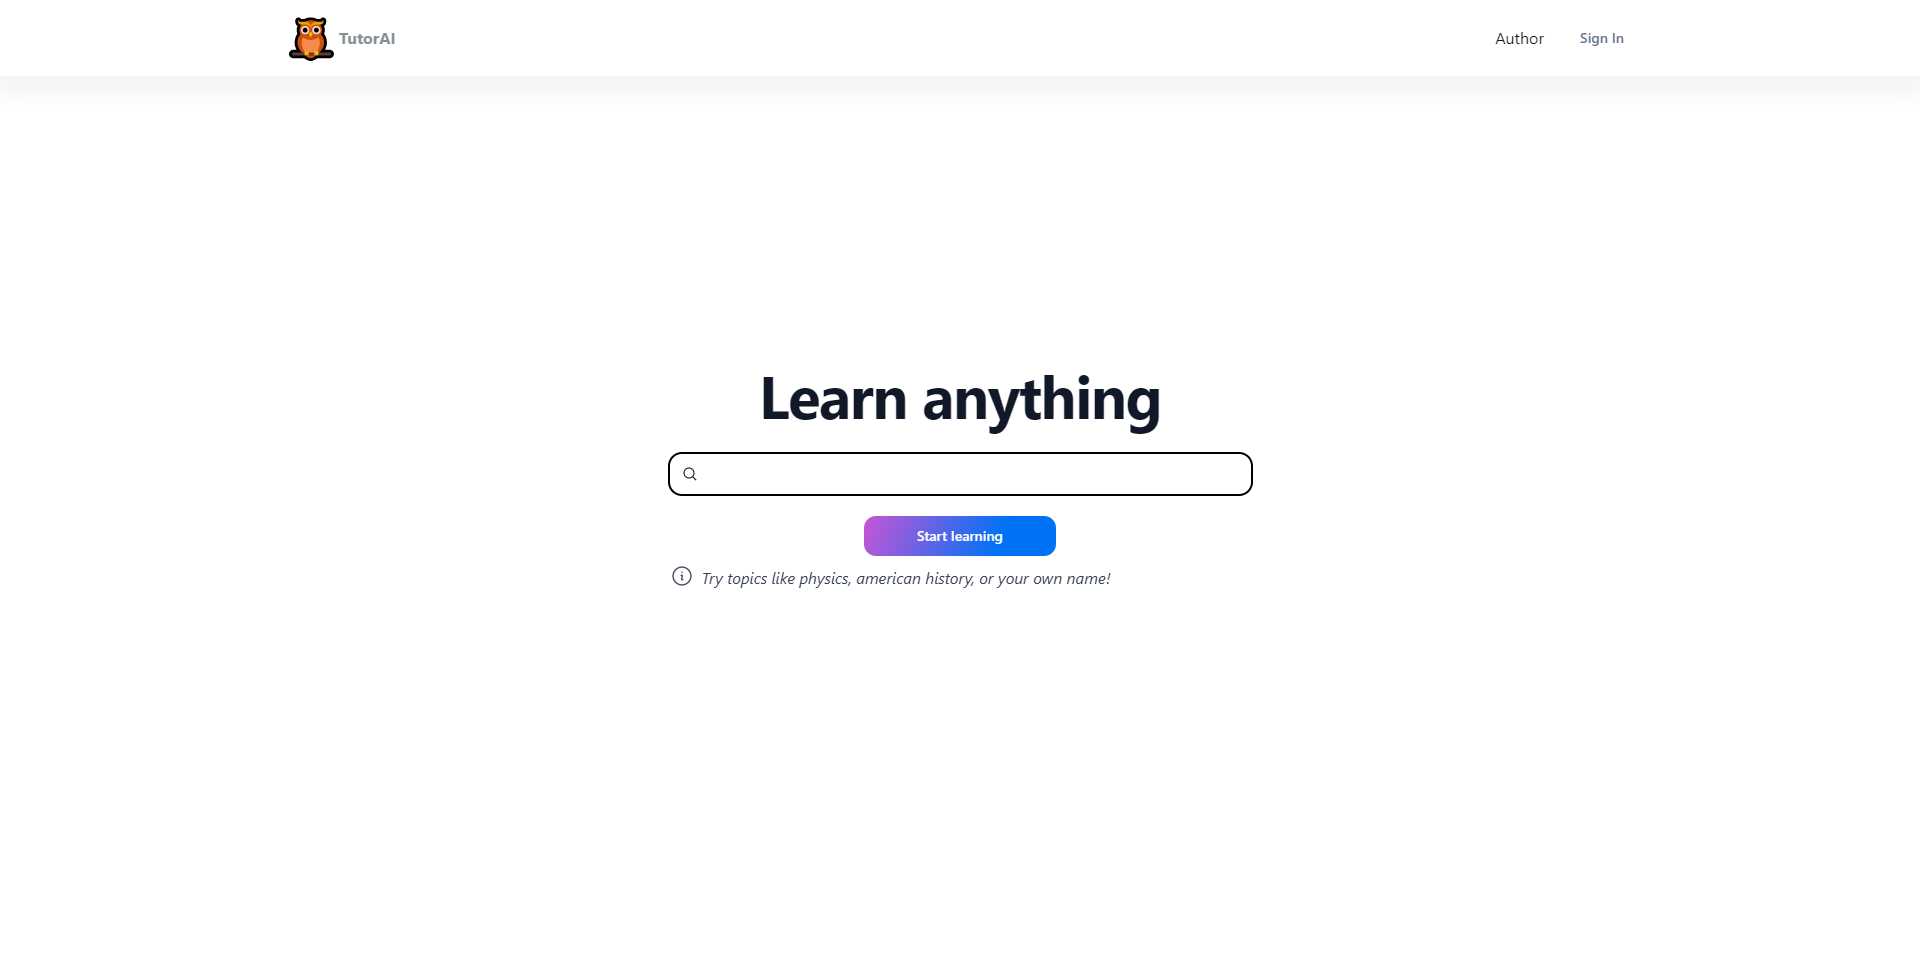 TutorAI
Author
Sign In
Learn anything
Start learning
Try topics like physics, american history, or your own name!